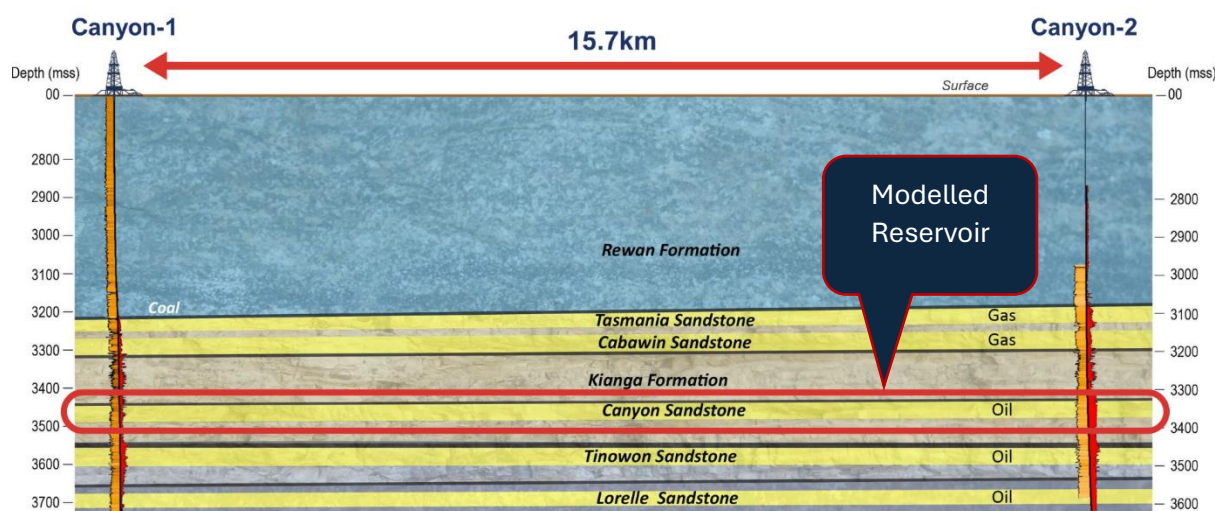 Canyon-1
15.7km
Canyon-2
Depth (mss)
Depth (mss)
Surface
00
00
2800
2900
3000
3100
3200
3300
3400
3500
3600
3700
Modelled
Reservoir
Rewan Formation
Coal
Tasmania Sandstone
Gas
Cabawin Sandstone
Gas
Kianga Formation
Canyon Sandstone
Oil
Tinowon Sandstone
Oil
Lorelle Sandstone
Oil
2800
2900
3000
3100
3200
3300
3400
3500
3600